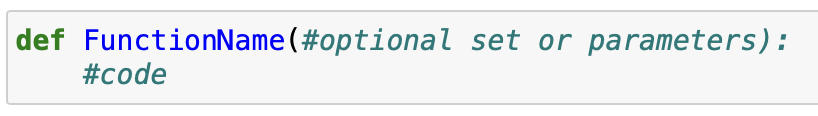 def FunctionName(#optional set or parameters):
    #code